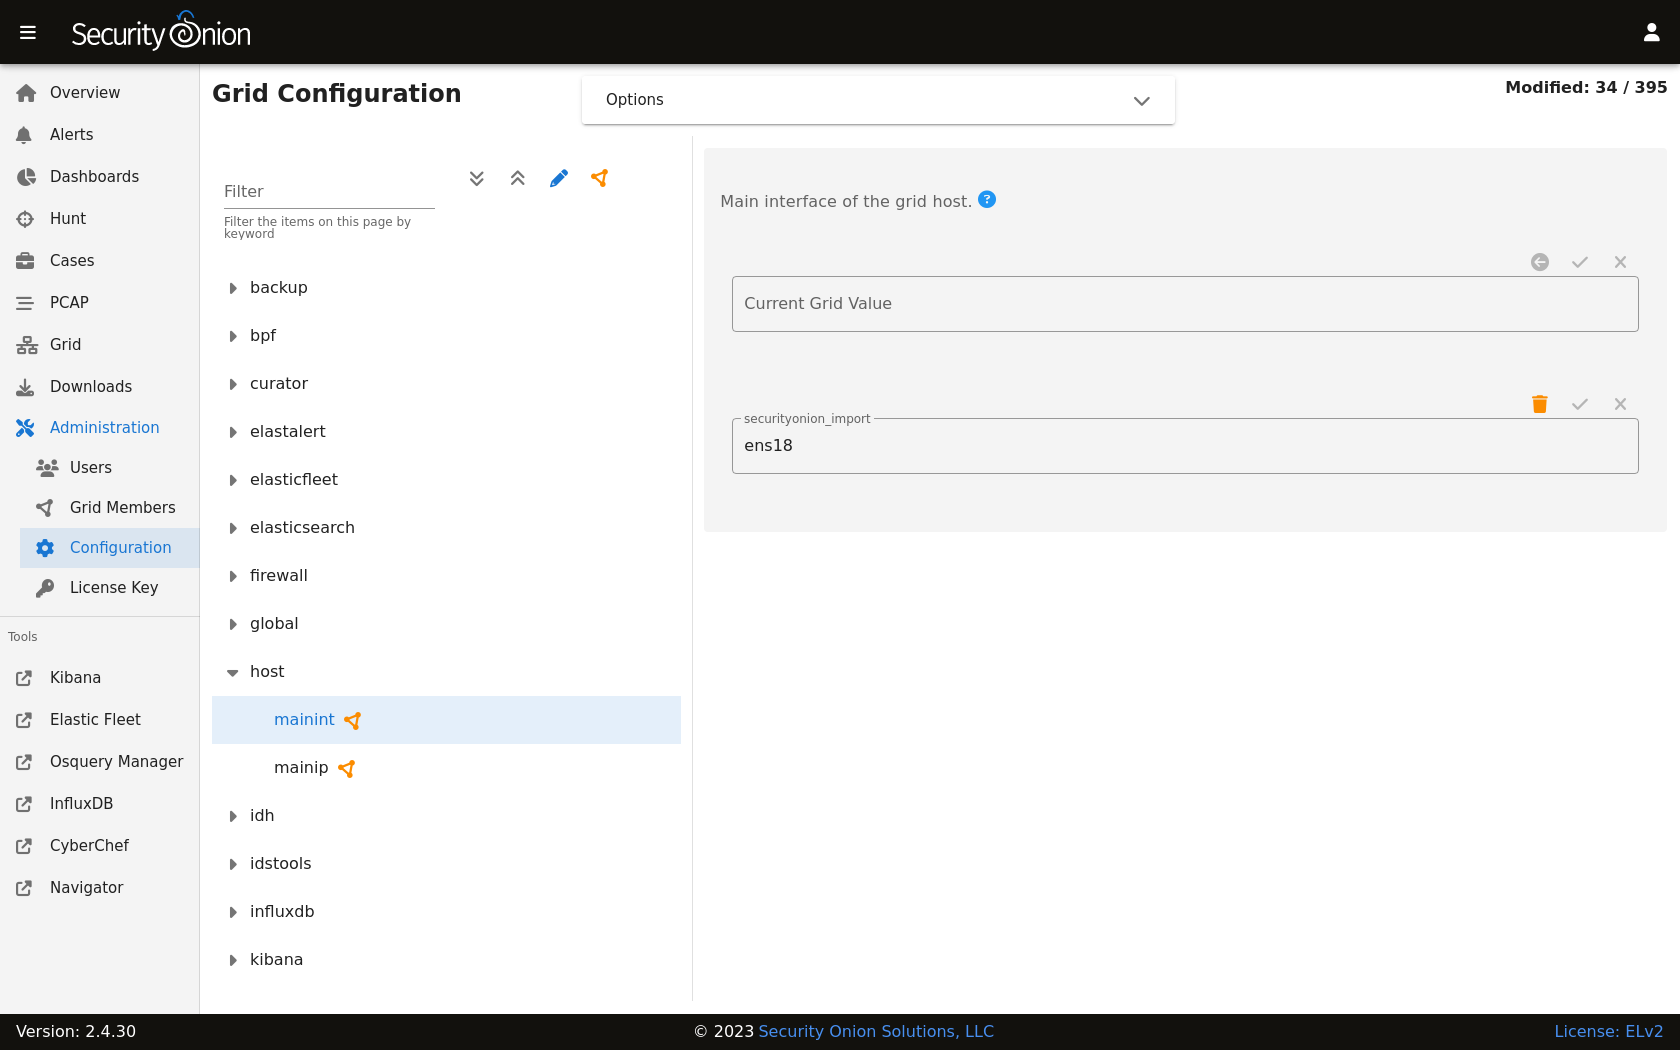 Security Onion
Overview
Alerts
Dashboards
Hunt
Cases
PCAP
Grid
Downloads
Administration
Users
Grid Members
Configuration
License Key
Tools
Kibana
Elastic Fleet
Osquery Manager
InfluxDB
CyberChef
Navigator
Grid Configuration
Options
Modified: 34 / 395
Filter
Filter the items on this page by
keyword
backup
bpf
curator
elastalert
elasticfleet
elasticsearch
firewall
global
host
mainint
mainip
idh
idstools
influxdb
kibana
Main interface of the grid host. ?
Current Grid Value
securityonion_import
ens18
Version: 2.4.30
© 2023 Security Onion Solutions, LLC
License: ELv2